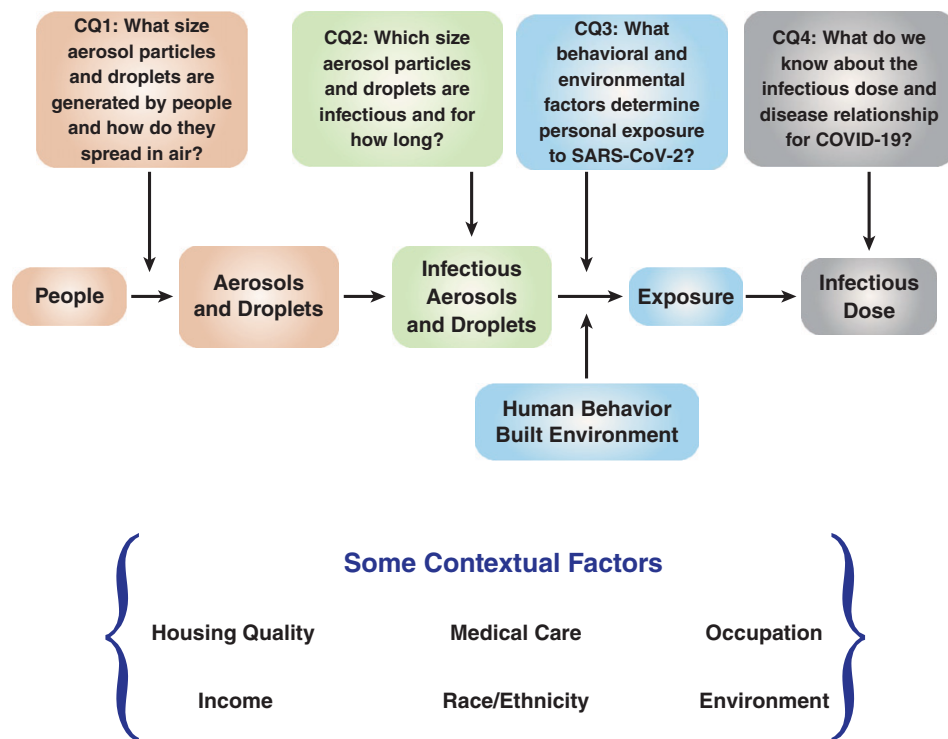 CQ1: What size
aerosol particles
and droplets are
generated by people
and how do they
spread in air?
CQ2: Which size
aerosol particles
and droplets are
infectious and for
how long?
CQ3: What
behavioral and
environmental
factors determine
personal exposure
to SARS-CoV-2?
CQ4: What do we
know about the
infectious dose and
disease relationship
for COVID-19?
People
Aerosols
and Droplets
Infectious
Aerosols
and Droplets
Exposure
Infectious
Dose
Human Behavior
Built Environment
Some Contextual Factors
Housing Quality
Medical Care
Occupation
Income
Race/Ethnicity
Environment